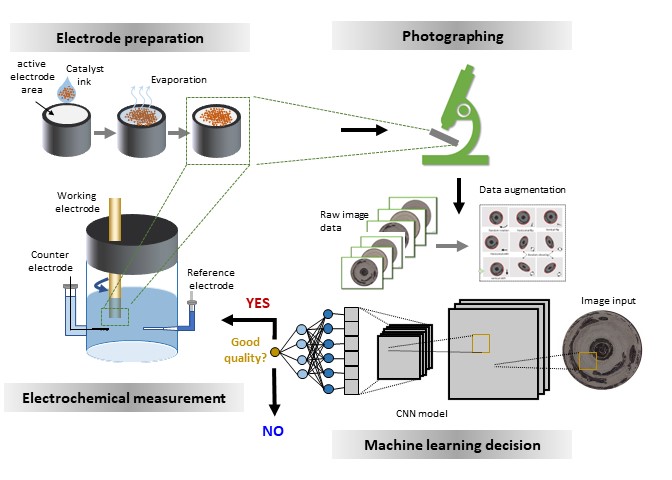 Electrode preparation
Photographing
active
electrode
area
Catalyst
ink
Evaporation
Working
electrode
Counter
electrode
Reference
electrode
Raw image
data
Data augmentation
YES
Good
quality?
NO
Image input
CNN model
Electrochemical measurement
Machine learning decision